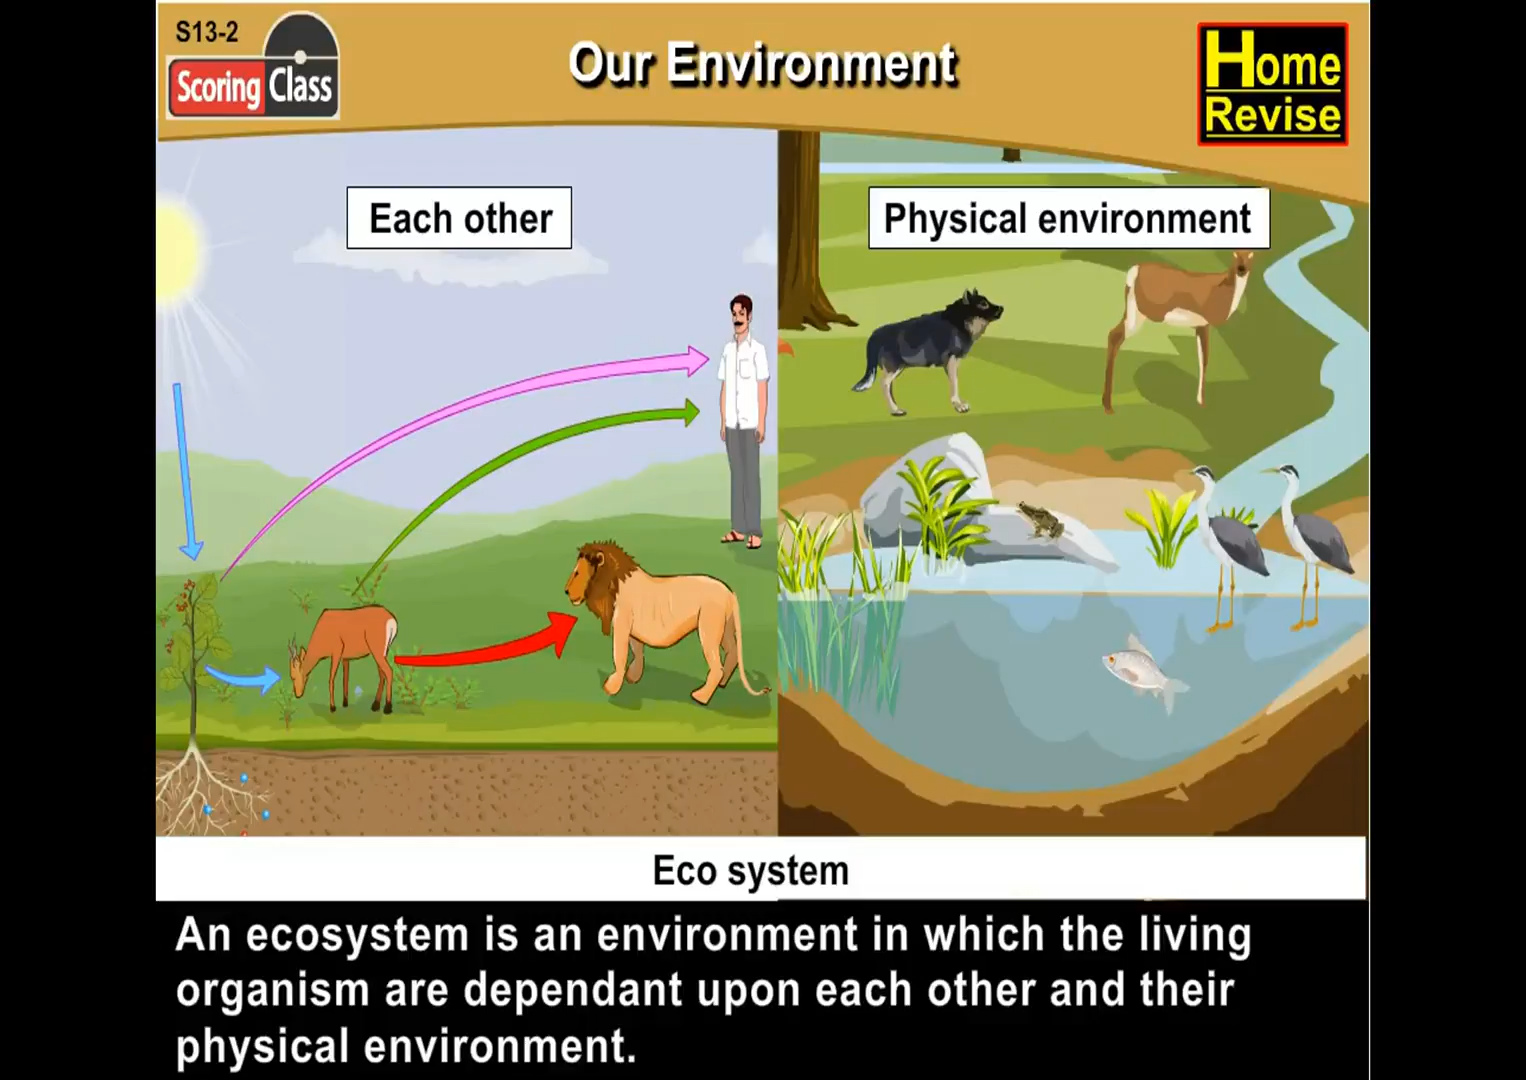 S13-2
Scoring Class
Our Environment
Home
Revise
Each other
Physical environment
Eco system
An ecosystem is an environment in which the living
organism are dependant upon each other and their
physical environment.